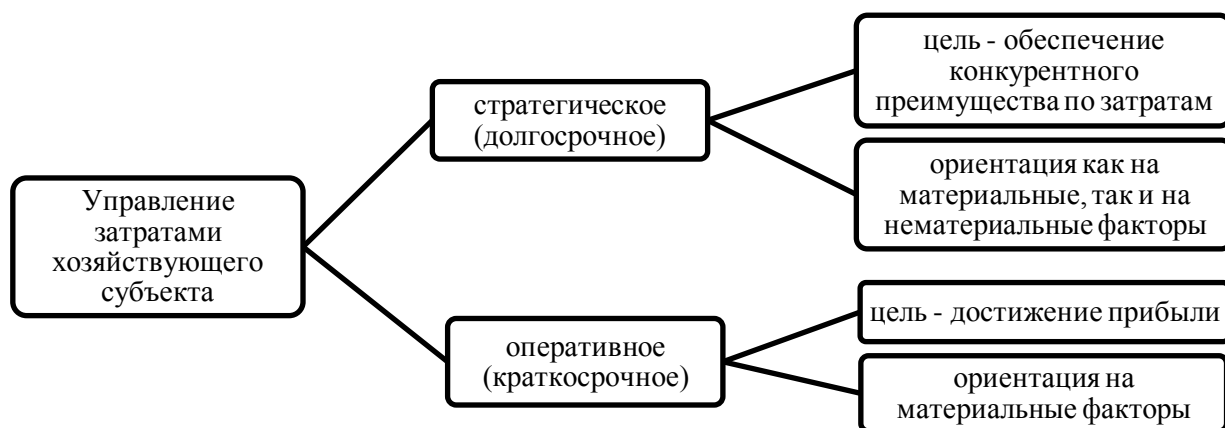 Управление
затратами
хозяйствующего
субъекта
стратегическое
(долгосрочное)
цель - обеспечение
конкурентного
преимущества по затратам
ориентация как на
материальные, так и на
нематериальные факторы
оперативное
(краткосрочное)
цель - достижение прибыли
ориентация на
материальные факторы